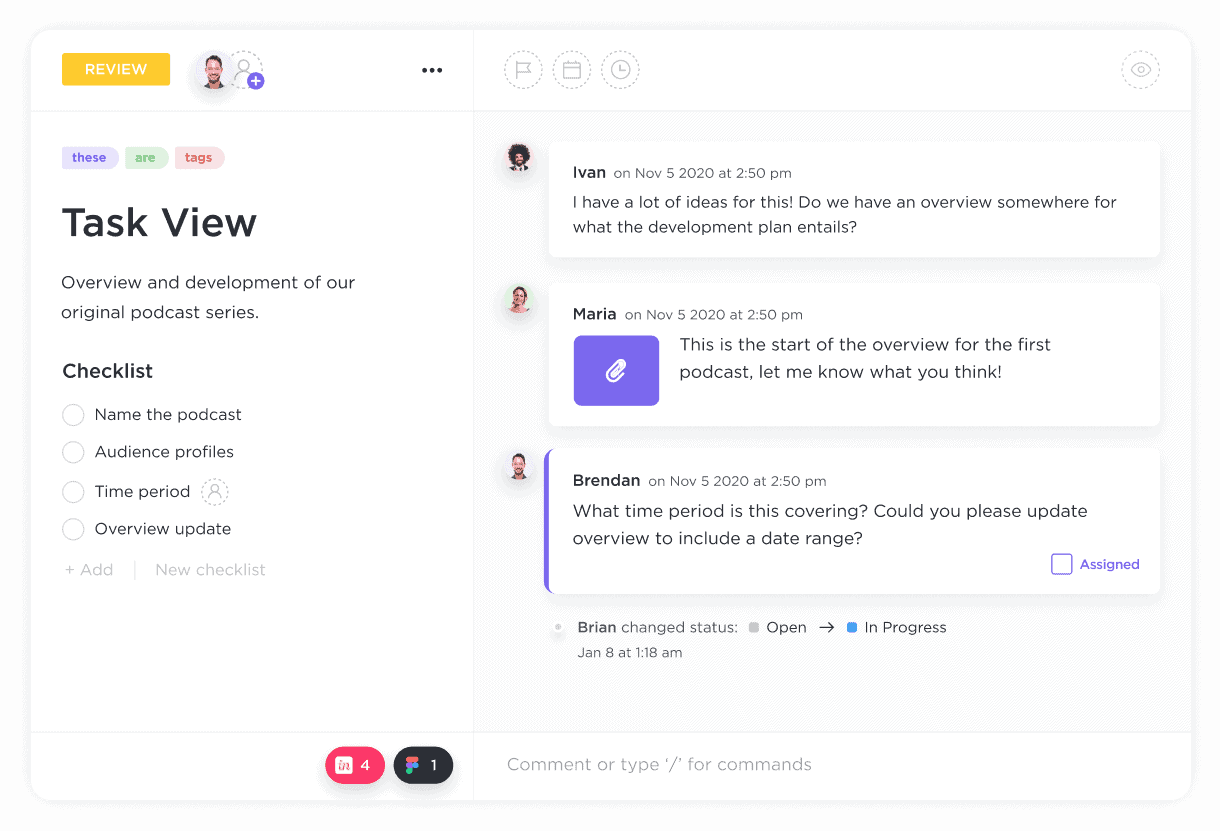 REVIEW
these are tags
Task View
Overview and development of our
original podcast series.
Checklist
Name the podcast
Audience profiles
Time period
Overview update
+ Add New checklist
in 4 1
Ivan on Nov 5 2020 at 2:50 pm
I have a lot of ideas for this! Do we have an overview somewhere for
what the development plan entails?
Maria on Nov 5 2020 at 2:50 pm
This is the start of the overview for the first
podcast, let me know what you think!
Brendan on Nov 5 2020 at 2:50 pm
What time period is this covering? Could you please update
overview to include a date range?
Assigned
Brian changed status: Open → In Progress
Jan 8 at 1:18 am
Comment or type ‘/’ for commands